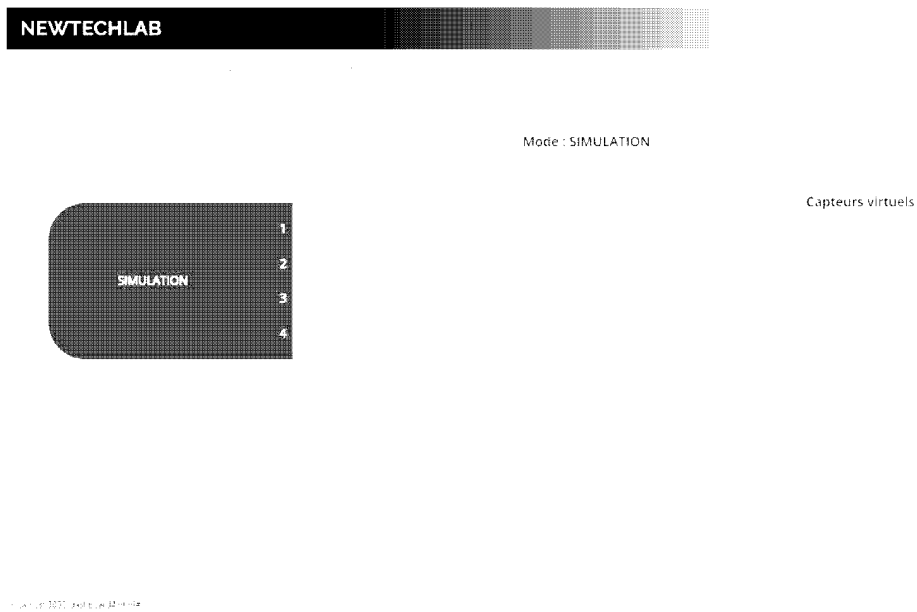 NEWTECHLAB
Mode : SIMULATION
Capteurs virtuels
1
2
SIMULATION
3
4